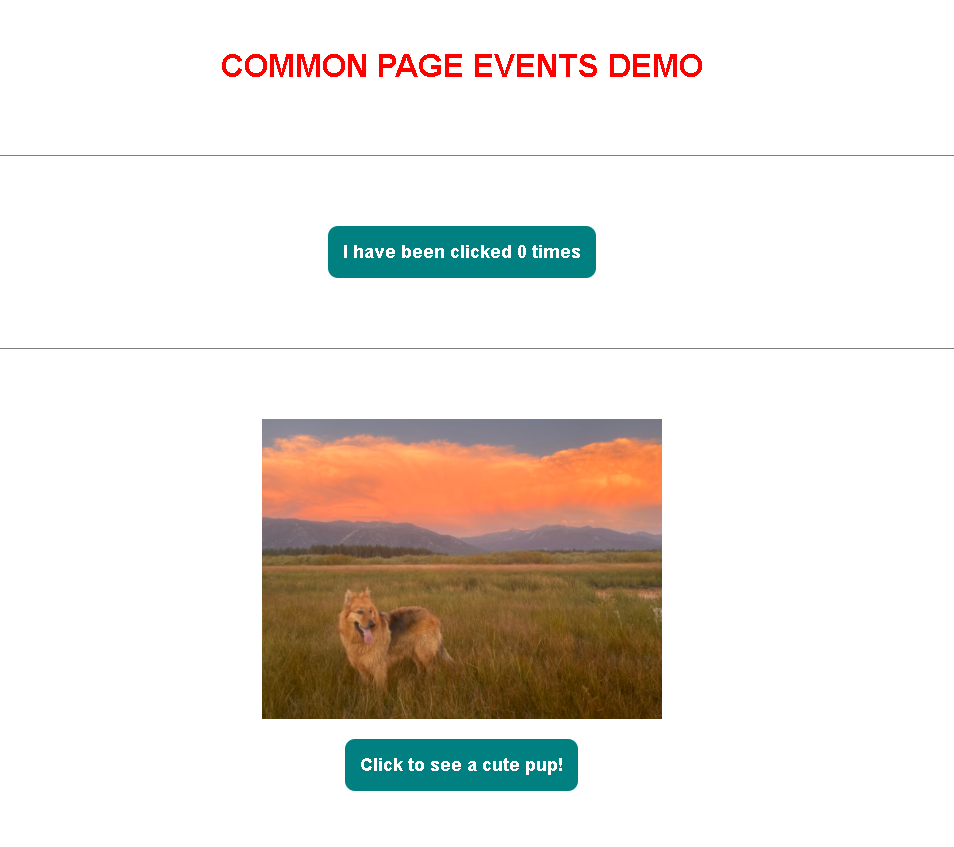 COMMON PAGE EVENTS DEMO
I have been clicked 0 times
Click to see a cute pup!